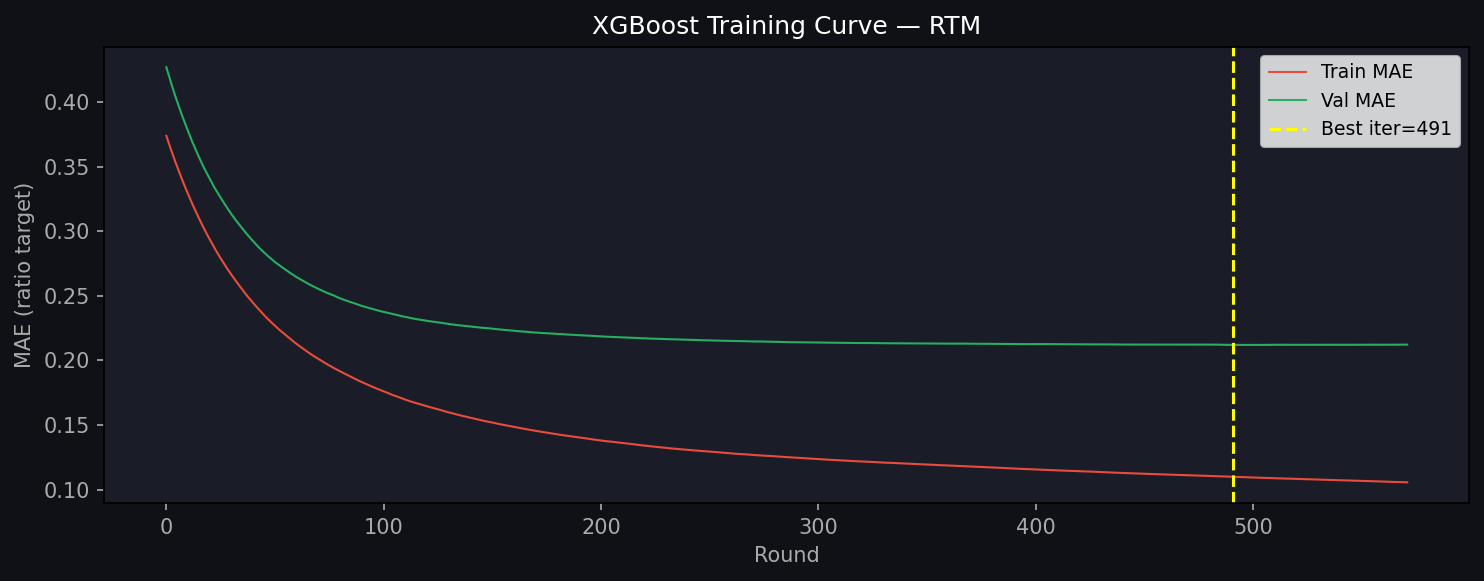 XGBoost Training Curve — RTM
Train MAE
Val MAE
Best iter=491
MAE (ratio target)
0.40
0.35
0.30
0.25
0.20
0.15
0.10
0 100 200 300 400 500
Round